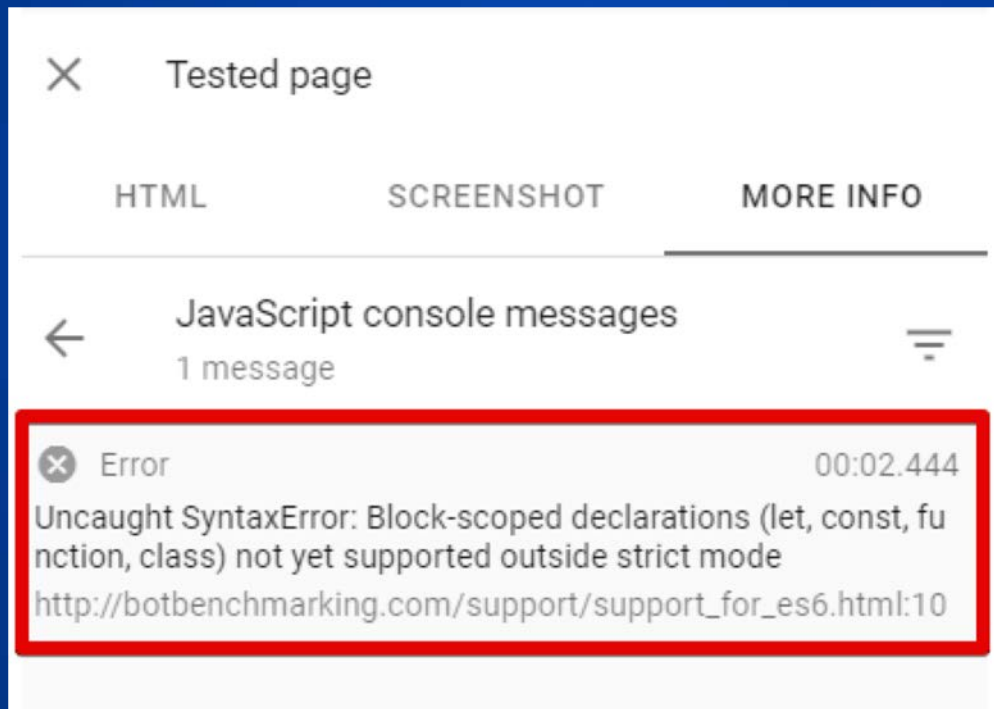 Tested page
HTML SCREENSHOT MORE INFO
JavaScript console messages
1 message
Error 00:02.444
Uncaught SyntaxError: Block-scoped declarations (let, const, fu
nction, class) not yet supported outside strict mode
http://botbenchmarking.com/support/support_for_es6.html:10